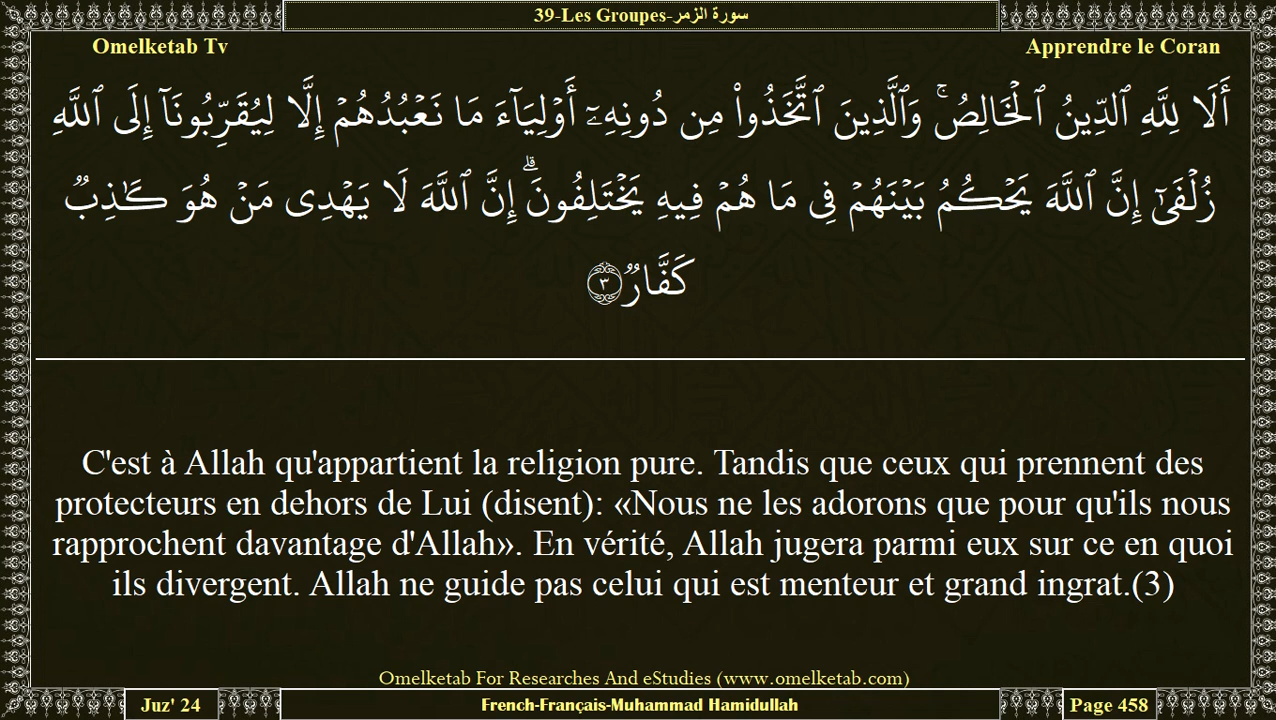 39-Les Groupes-سورة الزمر
Omelketab Tv
Apprendre le Coran
أَلَا لِلَّهِ ٱلدِّينُ ٱلْخَالِصُ ۚ وَٱلَّذِينَ ٱتَّخَذُوا۟ مِن دُونِهِۦٓ أَوْلِيَآءَ مَا نَعْبُدُهُمْ إِلَّا لِيُقَرِّبُونَآ إِلَى ٱللَّهِ
زُلْفَىٰٓ إِنَّ ٱللَّهَ يَحْكُمُ بَيْنَهُمْ فِى مَا هُمْ فِيهِ يَخْتَلِفُونَ ۗ إِنَّ ٱللَّهَ لَا يَهْدِى مَنْ هُوَ كَـٰذِبٌ
كَفَّارٌ ٣
C'est à Allah qu'appartient la religion pure. Tandis que ceux qui prennent des
protecteurs en dehors de Lui (disent): «Nous ne les adorons que pour qu'ils nous
rapprochent davantage d'Allah». En vérité, Allah jugera parmi eux sur ce en quoi
ils divergent. Allah ne guide pas celui qui est menteur et grand ingrat.(3)
Omelketab For Researches And eStudies (www.omelketab.com)
Juz' 24
French-Français-Muhammad Hamidullah
Page 458